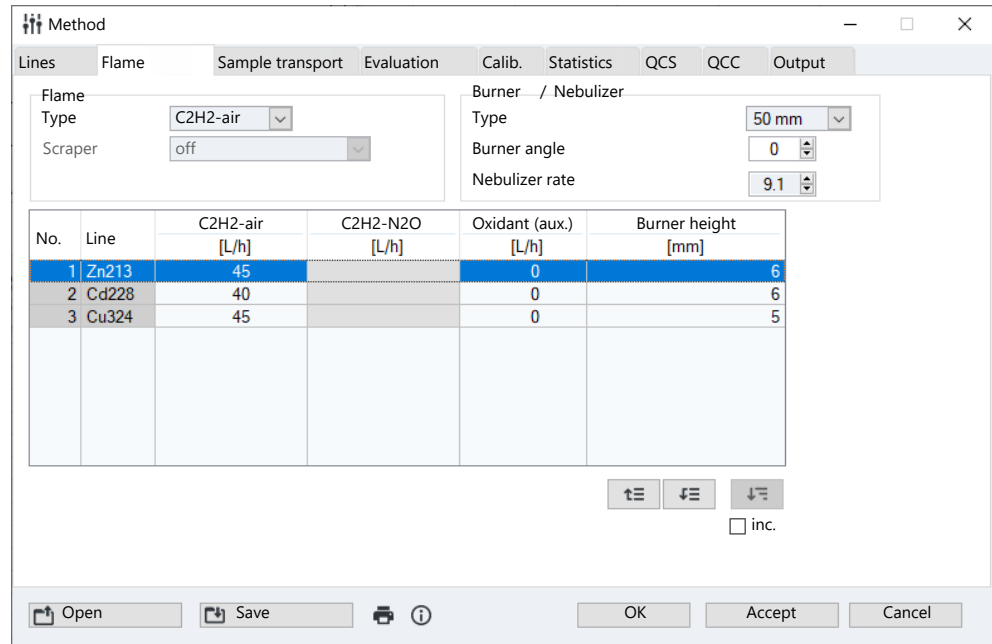 Method
Lines Flame Sample transport Evaluation Calib. Statistics QCS QCC Output
Flame
Type C2H2-air
Scraper off
Burner / Nebulizer
Type 50 mm
Burner angle 0
Nebulizer rate 9.1
No. Line C2H2-air [L/h] C2H2-N2O [L/h] Oxidant (aux.) [L/h] Burner height [mm]
1 Zn213 45 0 6
2 Cd228 40 0 6
3 Cu324 45 0 5
inc.
Open Save OK Accept Cancel